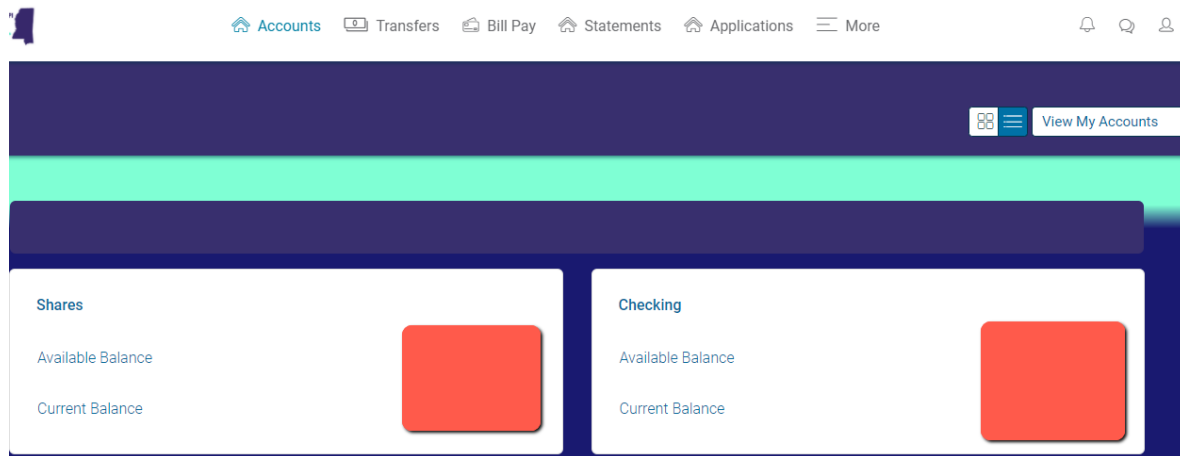 Accounts Transfers Bill Pay Statements Applications More
View My Accounts
Shares
Available Balance
Current Balance
Checking
Available Balance
Current Balance